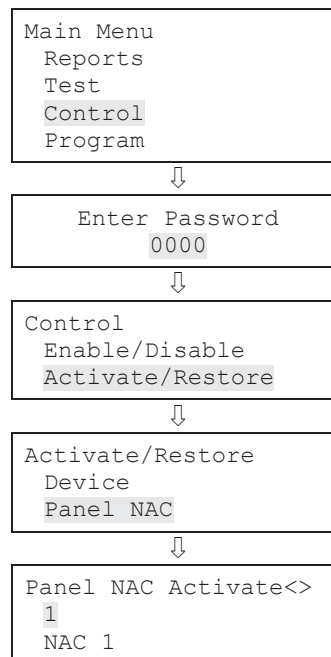 Main Menu
Reports
Test
Control
Program
⇩
Enter Password
0000
⇩
Control
Enable/Disable
Activate/Restore
⇩
Activate/Restore
Device
Panel NAC
⇩
Panel NAC Activate<>
1
NAC 1